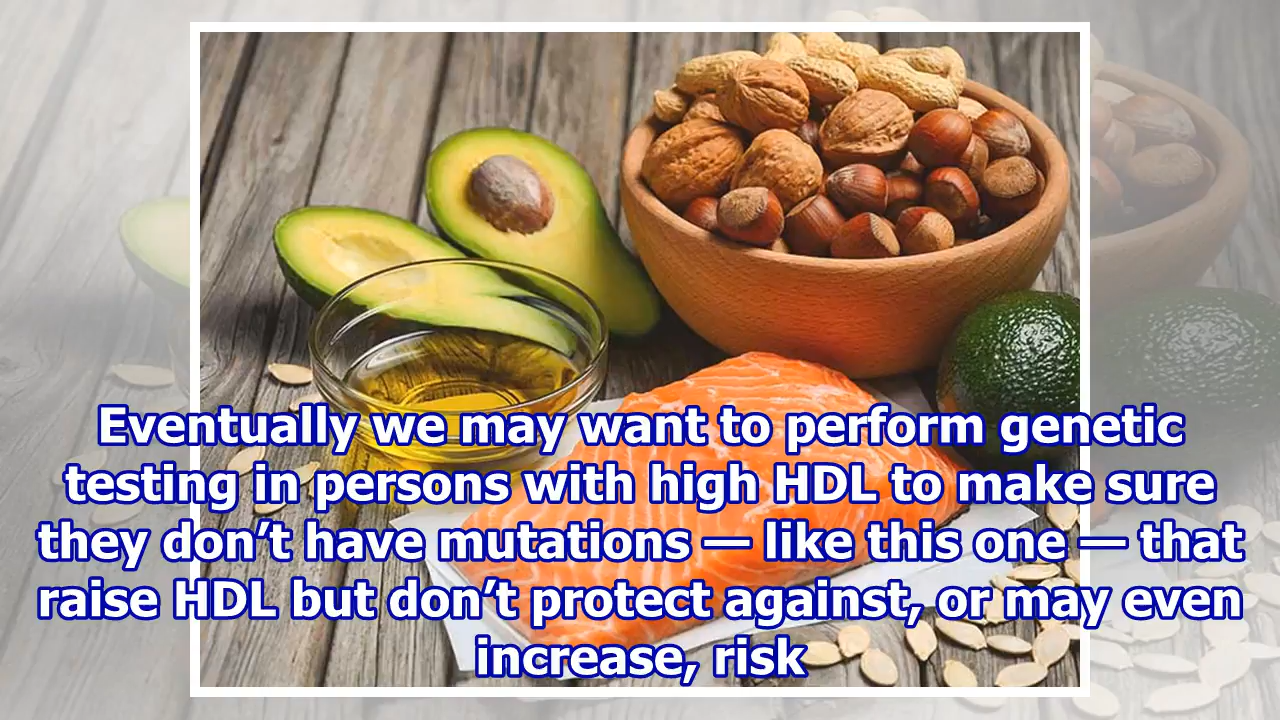 Eventually we may want to perform genetic
testing in persons with high HDL to make sure
they don’t have mutations — like this one — that
raise HDL but don’t protect against, or may even
increase, risk